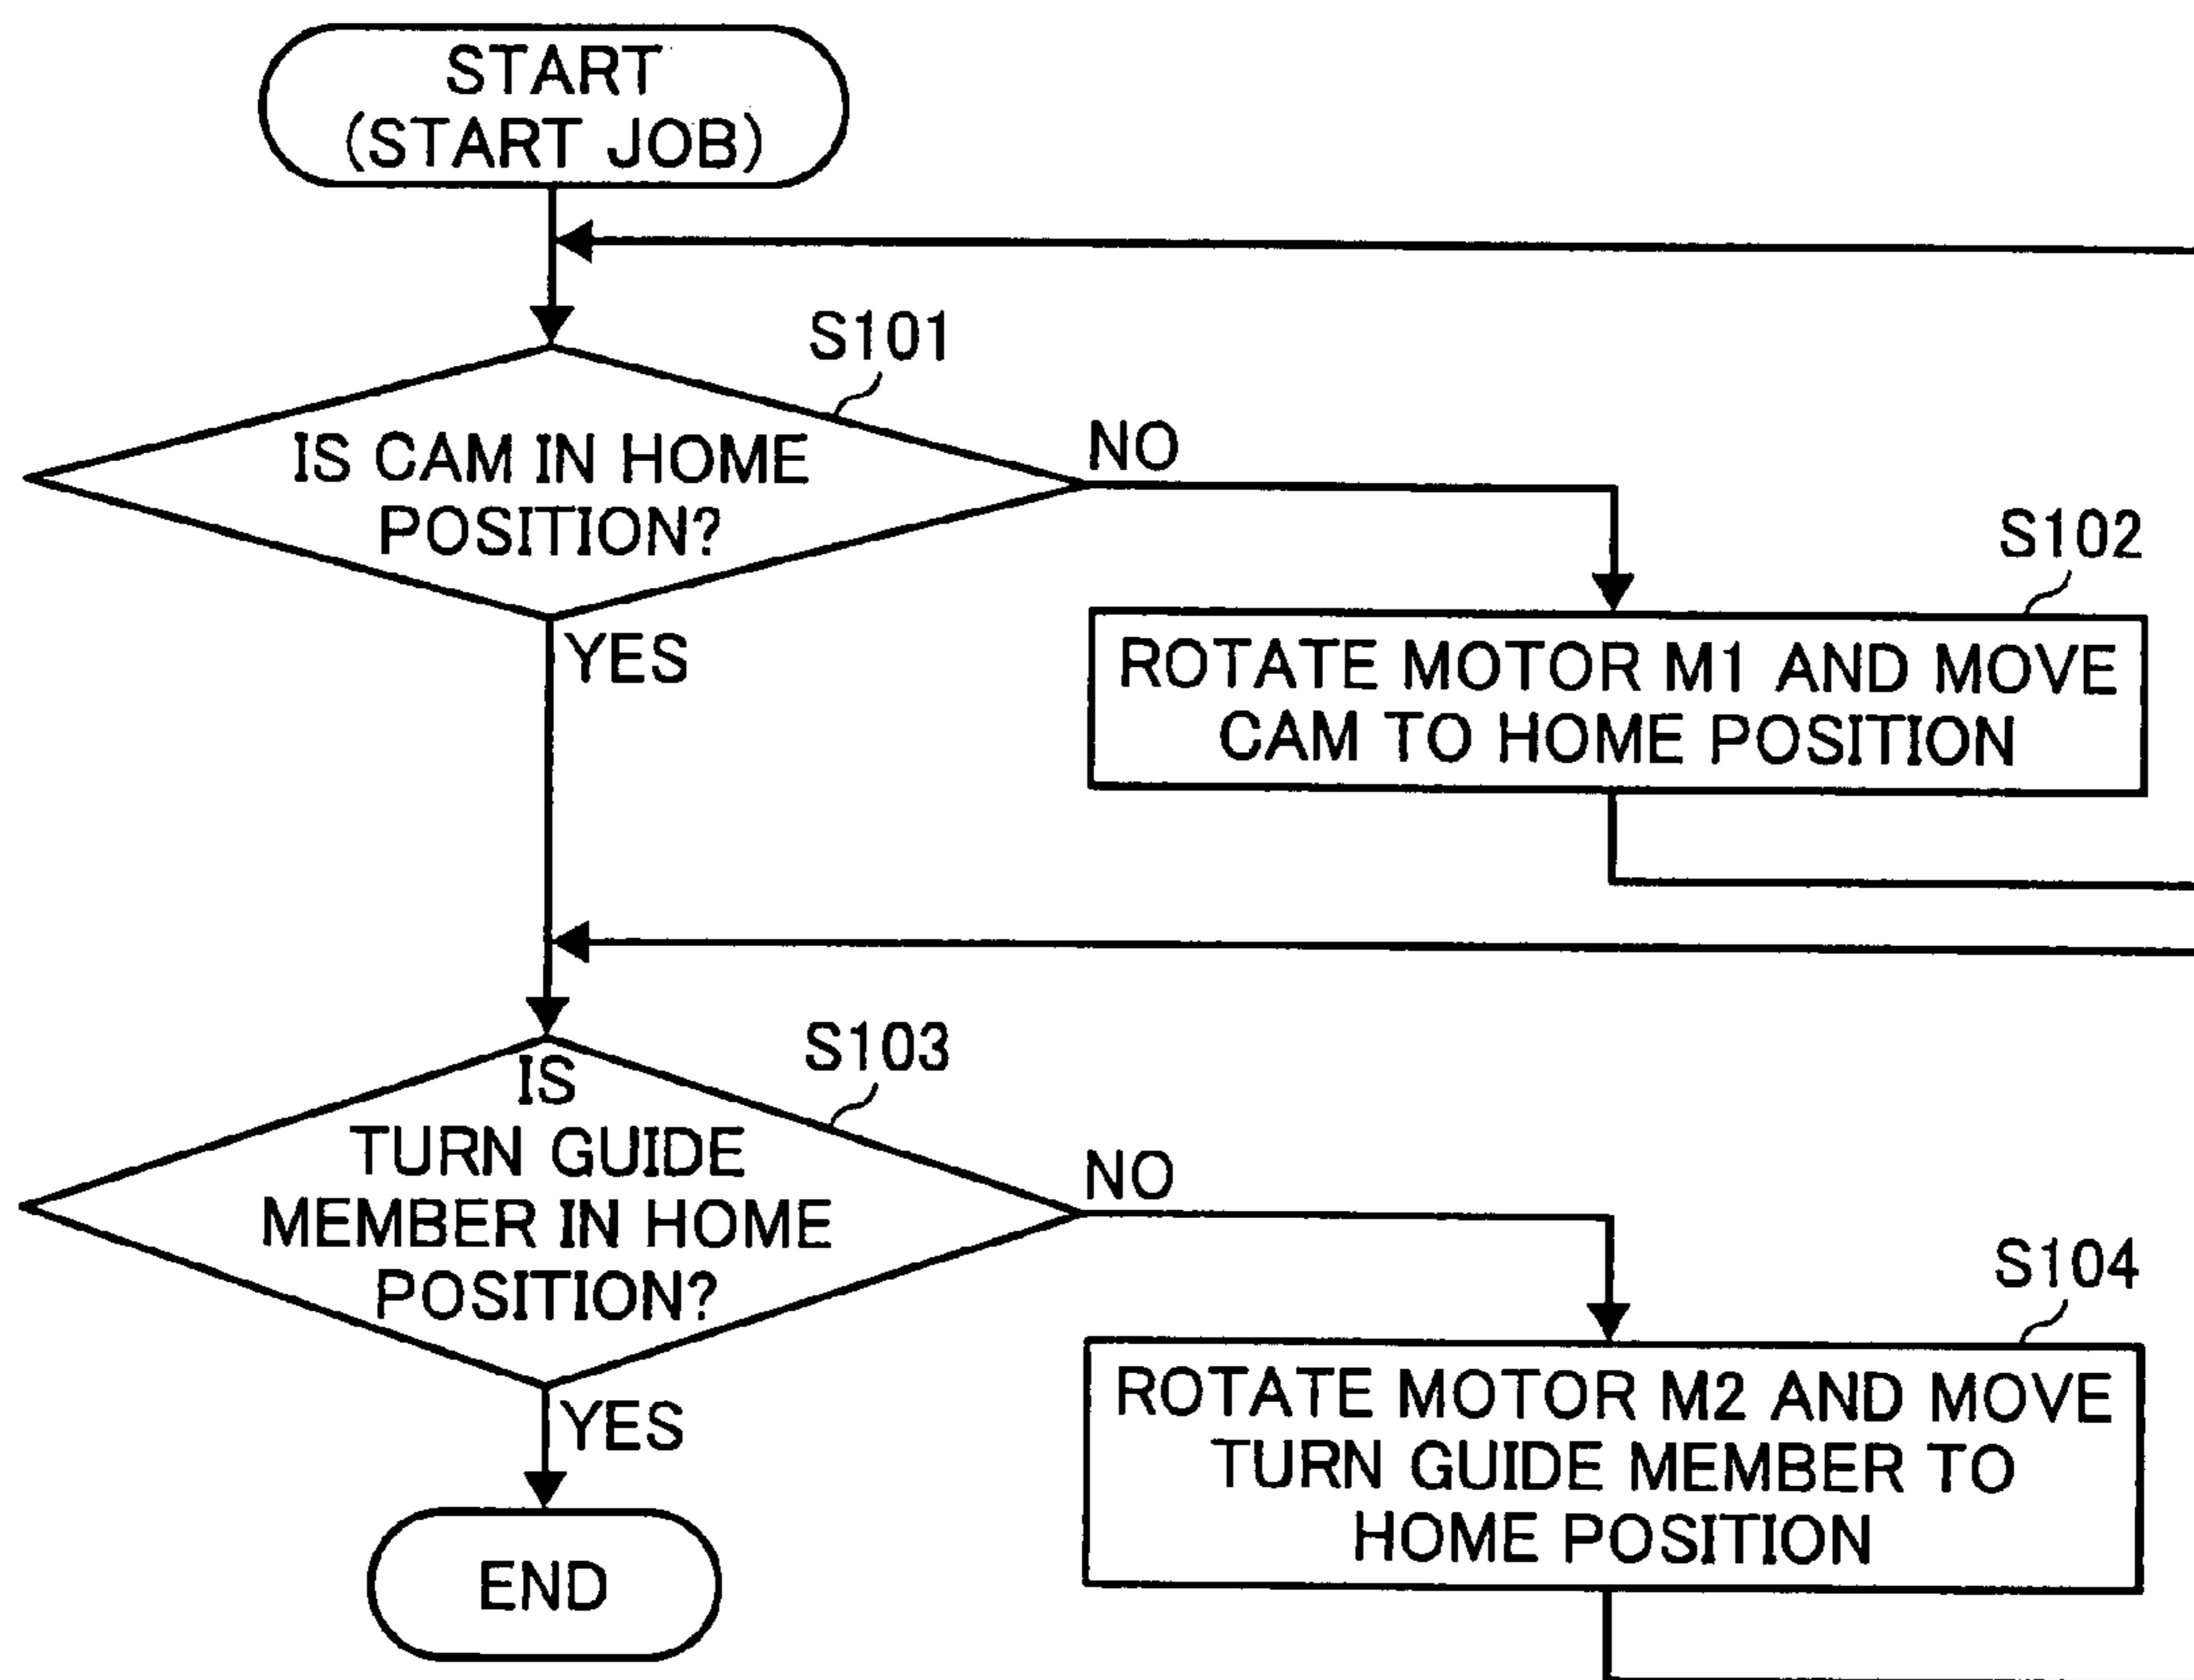 START
(START JOB)
S101
IS CAM IN HOME
POSITION?
NO
YES
S102
ROTATE MOTOR M1 AND MOVE
CAM TO HOME POSITION
S103
IS
TURN GUIDE
MEMBER IN HOME
POSITION?
NO
YES
S104
ROTATE MOTOR M2 AND MOVE
TURN GUIDE MEMBER TO
HOME POSITION
END